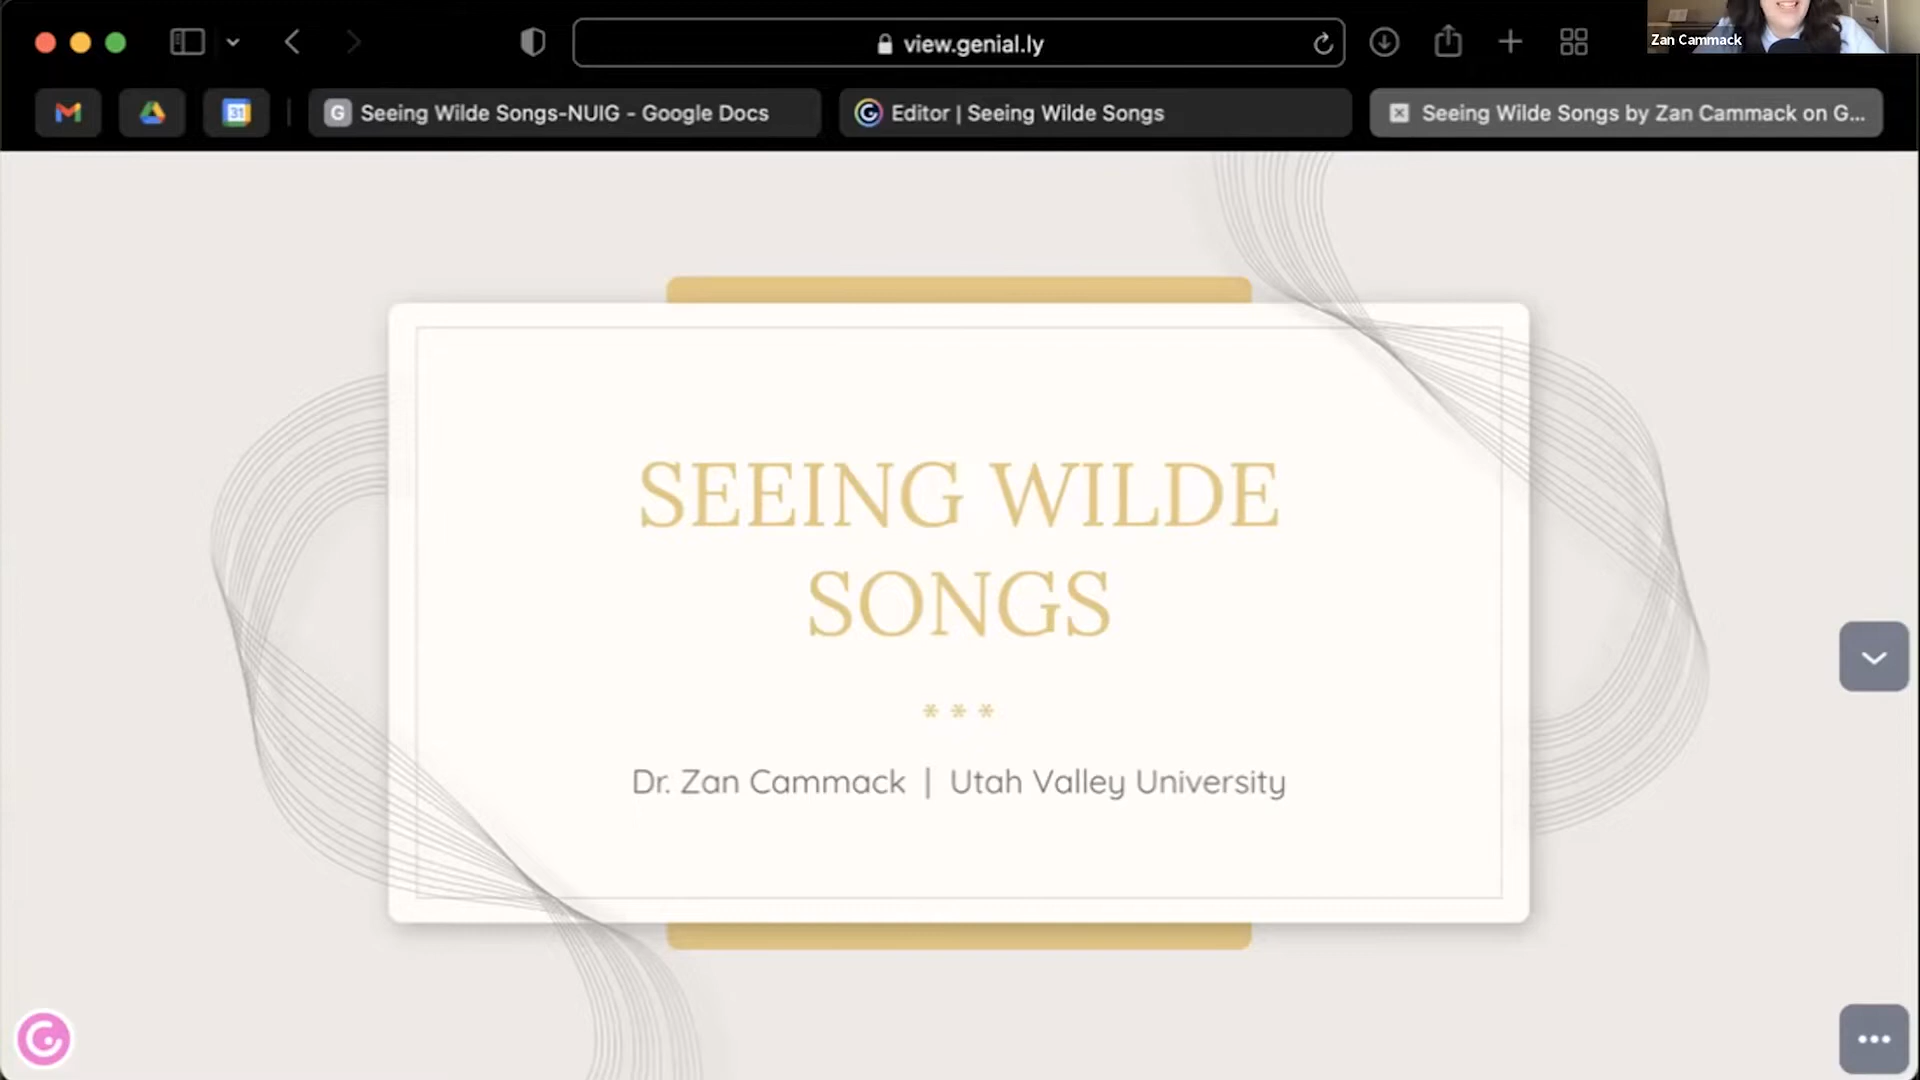 view.genial.ly
Zan Cammack
31
G Seeing Wilde Songs-NUIG - Google Docs
Editor | Seeing Wilde Songs
Seeing Wilde Songs by Zan Cammack on G...
SEEING WILDE
SONGS
* * *
Dr. Zan Cammack | Utah Valley University